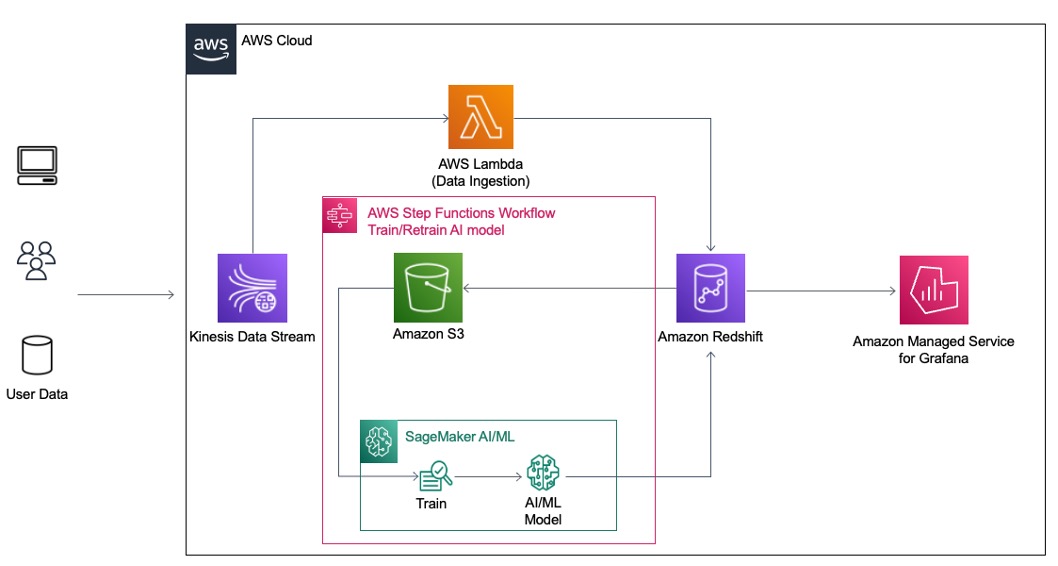 aws
AWS Cloud
AWS Lambda
(Data Ingestion)
AWS Step Functions Workflow
Train/Retrain AI model
Kinesis Data Stream
Amazon S3
Amazon Redshift
Amazon Managed Service
for Grafana
User Data
SageMaker AI/ML
Train
AI/ML
Model